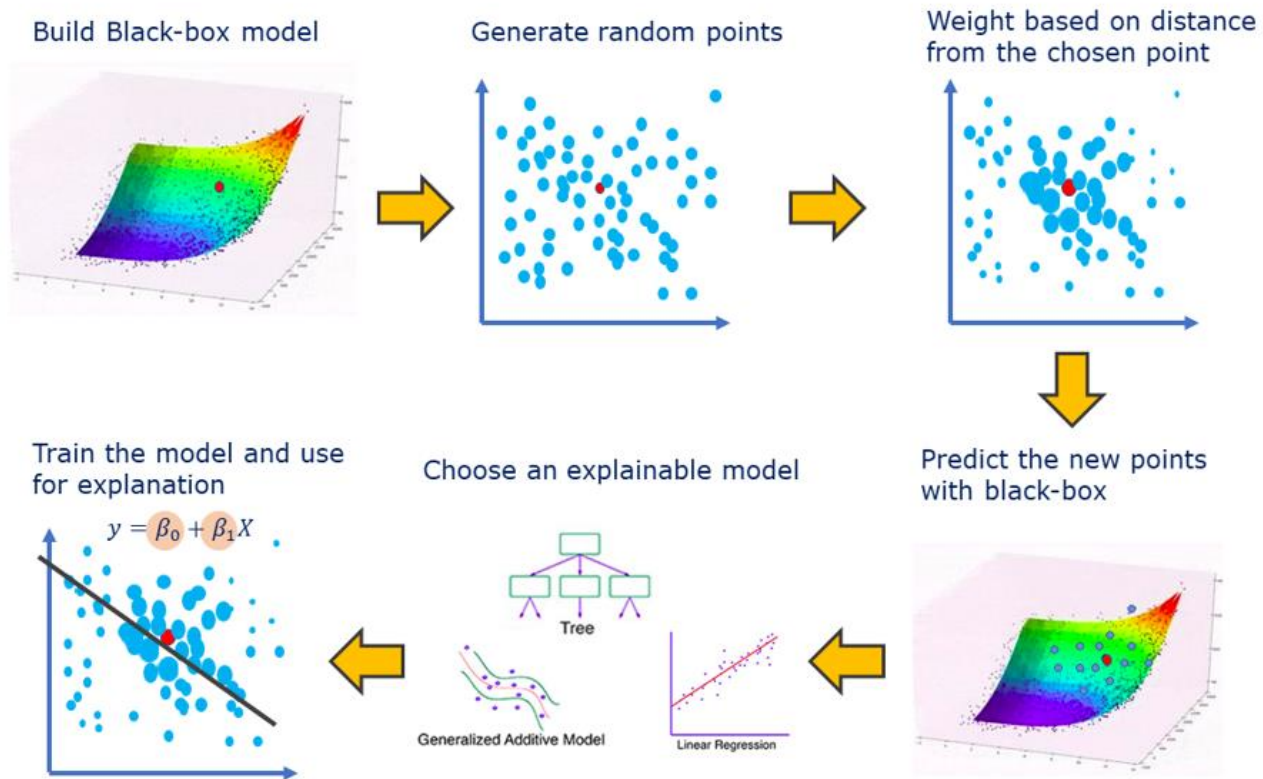 Build Black-box model
Generate random points
Weight based on distance
from the chosen point
Predict the new points
with black-box
Choose an explainable model
Tree
Generalized Additive Model
Linear Regression
Train the model and use
for explanation
y = β₀ + β₁X